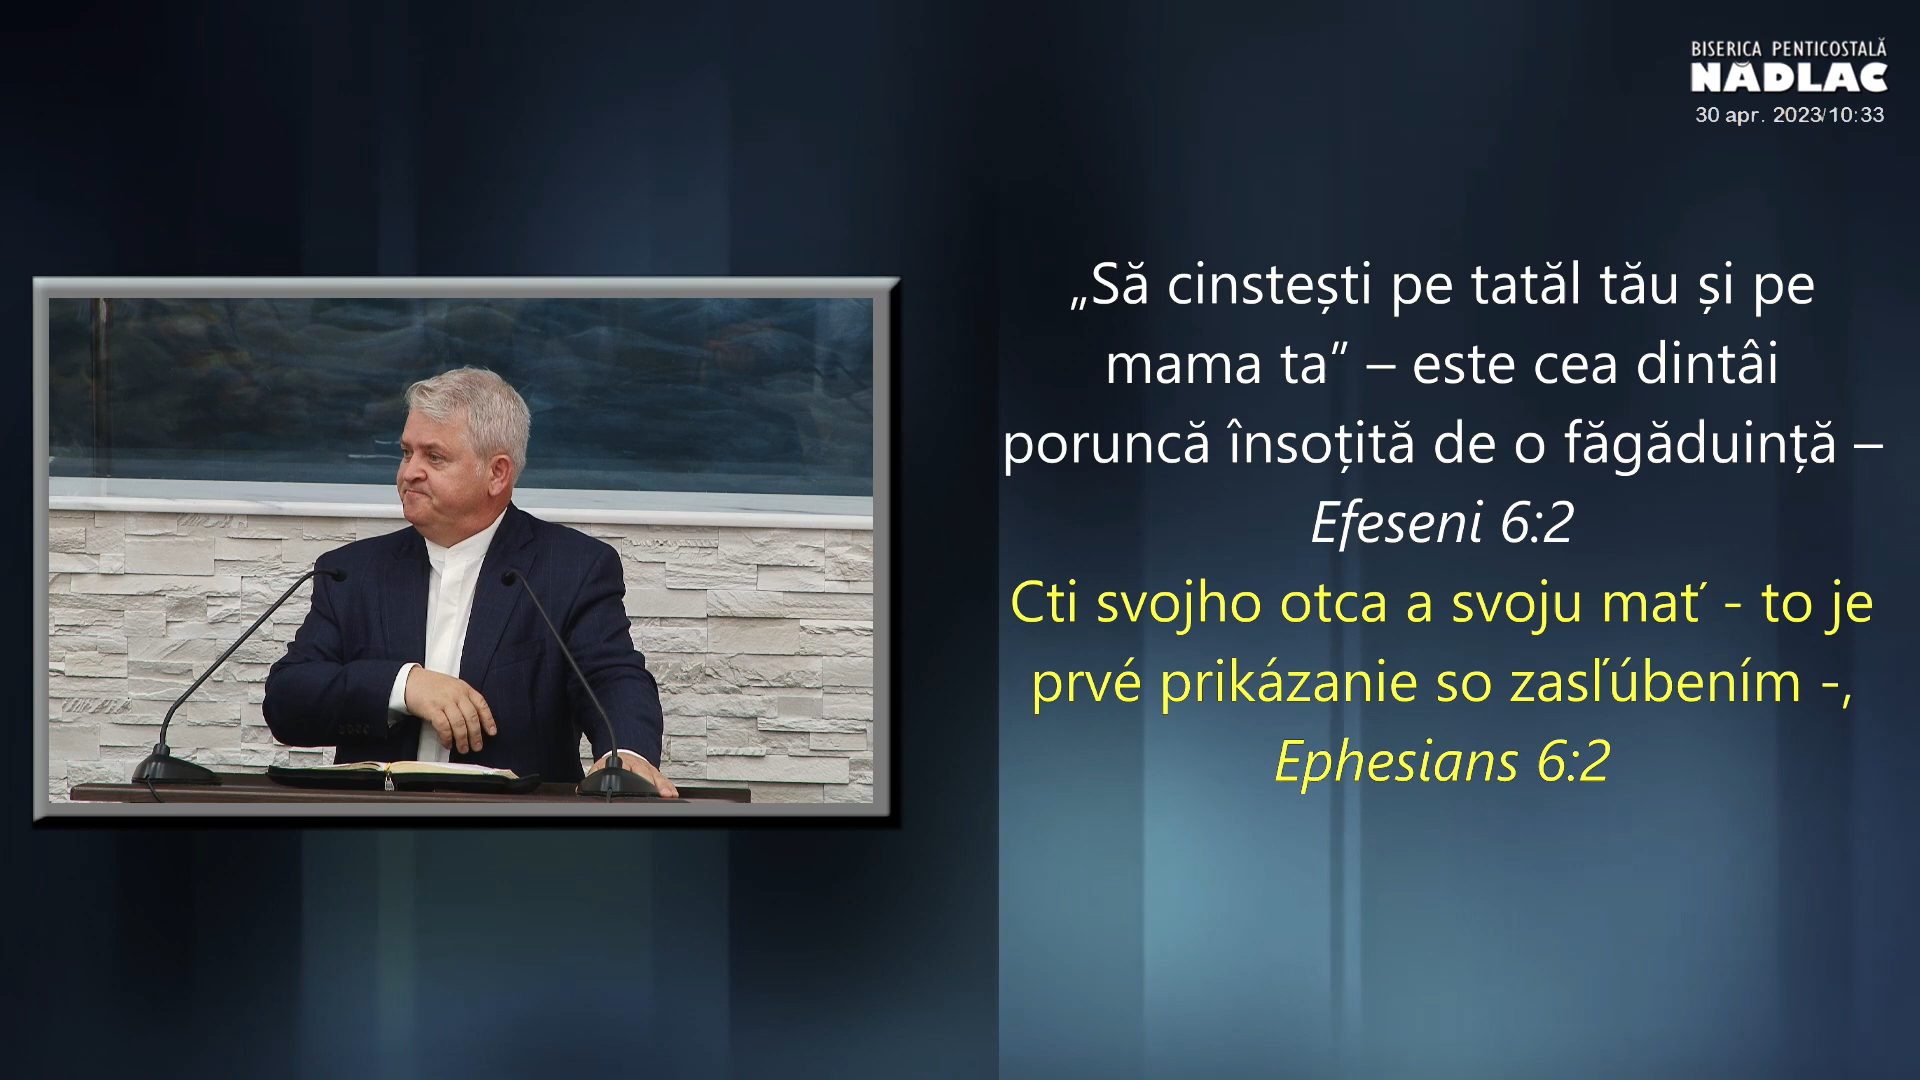 BISERICA PENTICOSTALĂ
NĂDLAC
30 apr. 2023/10:33
„Să cinstești pe tatăl tău și pe
mama ta” – este cea dintâi
poruncă însoțită de o făgăduință –
Efeseni 6:2
Cti svojho otca a svoju mať - to je
prvé prikázanie so zasľúbením -,
Ephesians 6:2